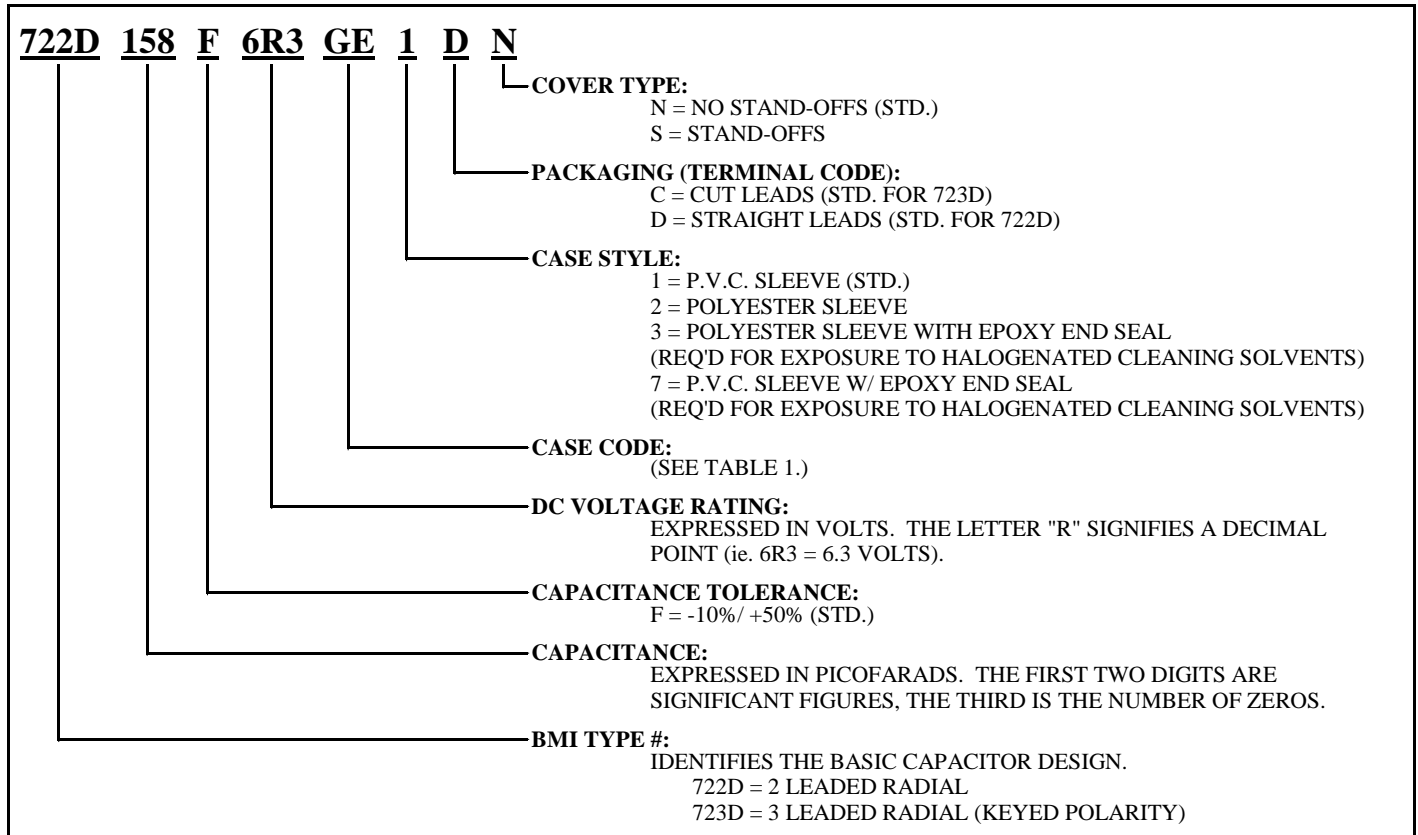 722D 158 F 6R3 GE 1 D N
COVER TYPE:
N = NO STAND-OFFS (STD.)
S = STAND-OFFS
PACKAGING (TERMINAL CODE):
C = CUT LEADS (STD. FOR 723D)
D = STRAIGHT LEADS (STD. FOR 722D)
CASE STYLE:
1 = P.V.C. SLEEVE (STD.)
2 = POLYESTER SLEEVE
3 = POLYESTER SLEEVE WITH EPOXY END SEAL
(REQ'D FOR EXPOSURE TO HALOGENATED CLEANING SOLVENTS)
7 = P.V.C. SLEEVE W/ EPOXY END SEAL
(REQ'D FOR EXPOSURE TO HALOGENATED CLEANING SOLVENTS)
CASE CODE:
(SEE TABLE 1.)
DC VOLTAGE RATING:
EXPRESSED IN VOLTS. THE LETTER "R" SIGNIFIES A DECIMAL
POINT (ie. 6R3 = 6.3 VOLTS).
CAPACITANCE TOLERANCE:
F = -10%/ +50% (STD.)
CAPACITANCE:
EXPRESSED IN PICOFARADS. THE FIRST TWO DIGITS ARE
SIGNIFICANT FIGURES, THE THIRD IS THE NUMBER OF ZEROS.
BMI TYPE #:
IDENTIFIES THE BASIC CAPACITOR DESIGN.
722D = 2 LEADED RADIAL
723D = 3 LEADED RADIAL (KEYED POLARITY)